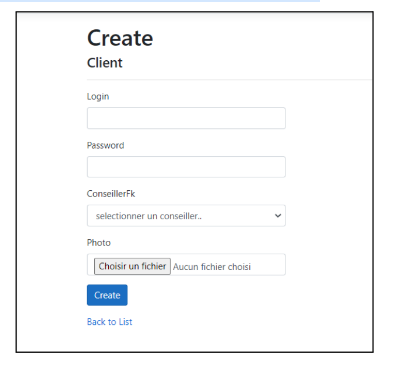 Create
Client
Login
Password
ConseillerFk
selectionner un conseiller..
Photo
Choisir un fichier Aucun fichier choisi
Create
Back to List